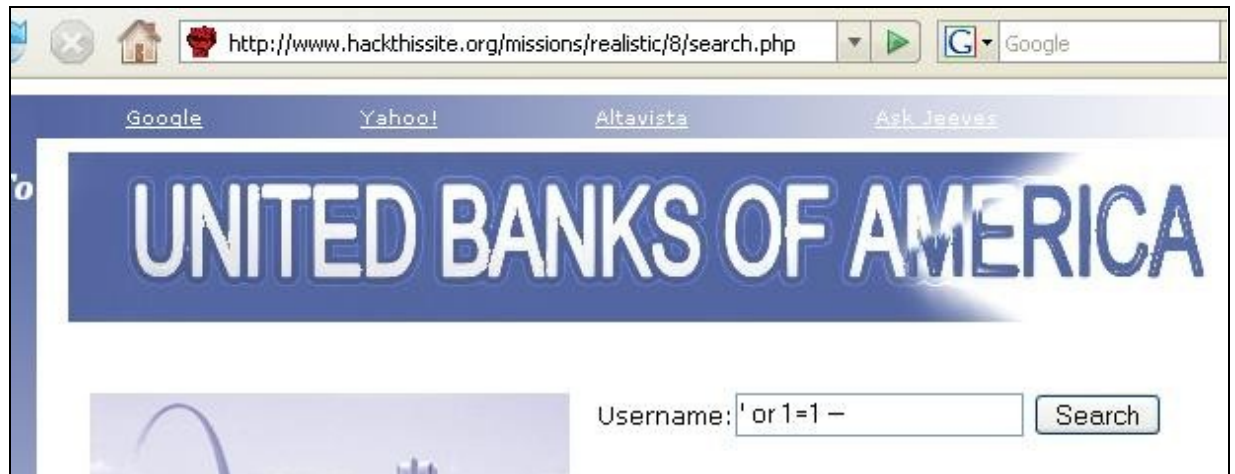 http://www.hackthissite.org/missions/realistic/8/search.php G Google
Google Yahoo! Altavista Ask Jeeves
To
UNITED BANKS OF AMERICA
Username: ' or 1=1 – Search